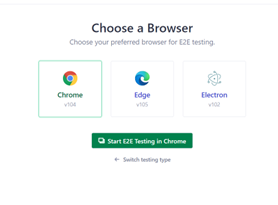 Choose a Browser
Choose your preferred browser for E2E testing.
Chrome
v104
Edge
v105
Electron
v102
Start E2E Testing in Chrome
← Switch testing type